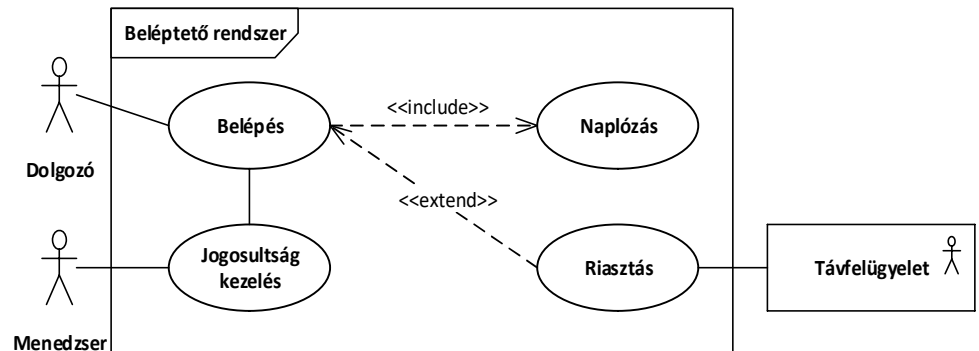 Beléptető rendszer
<<include>>
Belépés
Naplózás
Dolgozó
<<extend>>
Jogosultság
kezelés
Riasztás
Távfelügyelet
Menedzser